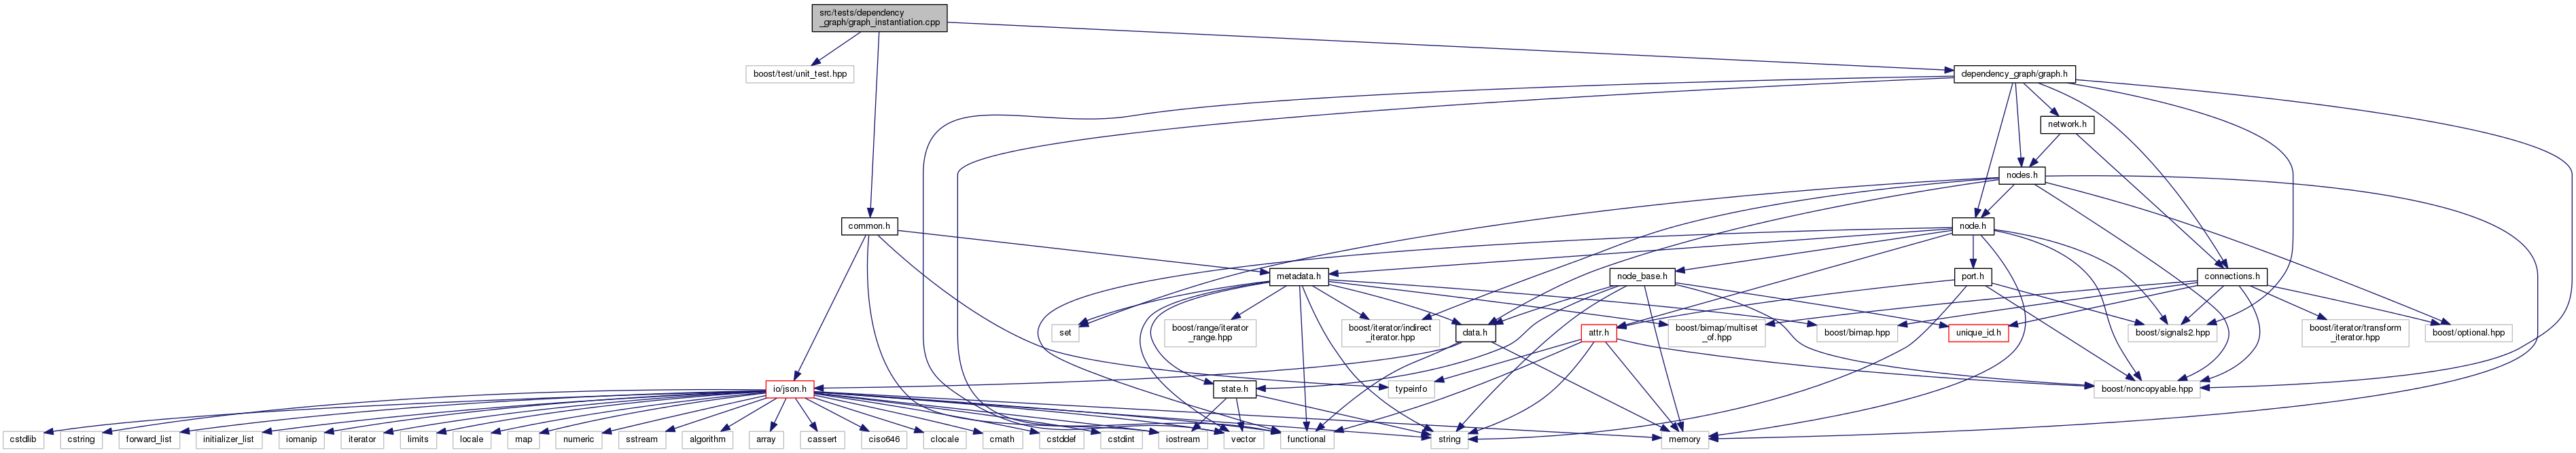 src/tests/dependency
_graph/graph_instantiation.cpp
boost/test/unit_test.hpp
dependency_graph/graph.h
network.h
nodes.h
common.h
node.h
metadata.h
node_base.h
port.h
connections.h
set
boost/range/iterator
_range.hpp
boost/iterator/indirect
_iterator.hpp
data.h
attr.h
boost/bimap/multiset
_of.hpp
boost/bimap.hpp
unique_id.h
boost/signals2.hpp
boost/iterator/transform
_iterator.hpp
boost/optional.hpp
io/json.h
state.h
typeinfo
boost/noncopyable.hpp
cstdlib
cstring
forward_list
initializer_list
iomanip
iterator
limits
locale
map
numeric
sstream
algorithm
array
cassert
ciso646
clocale
cmath
cstddef
cstdint
iostream
vector
functional
string
memory